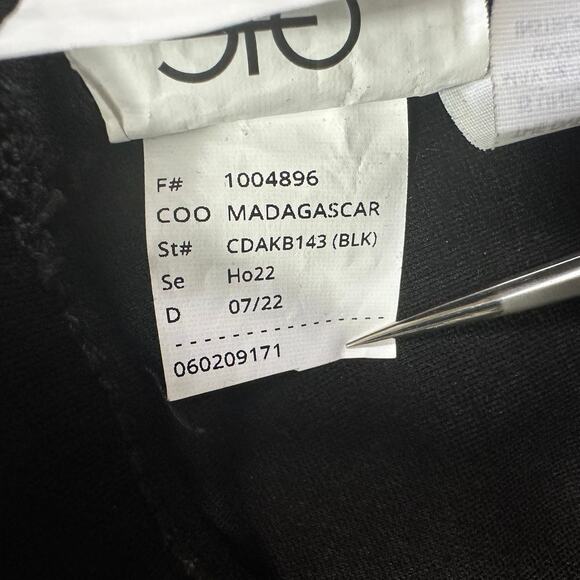 F# 1004896
COO MADAGASCAR
St# CDAKB143 (BLK)
Se Ho22
D 07/22
060209171